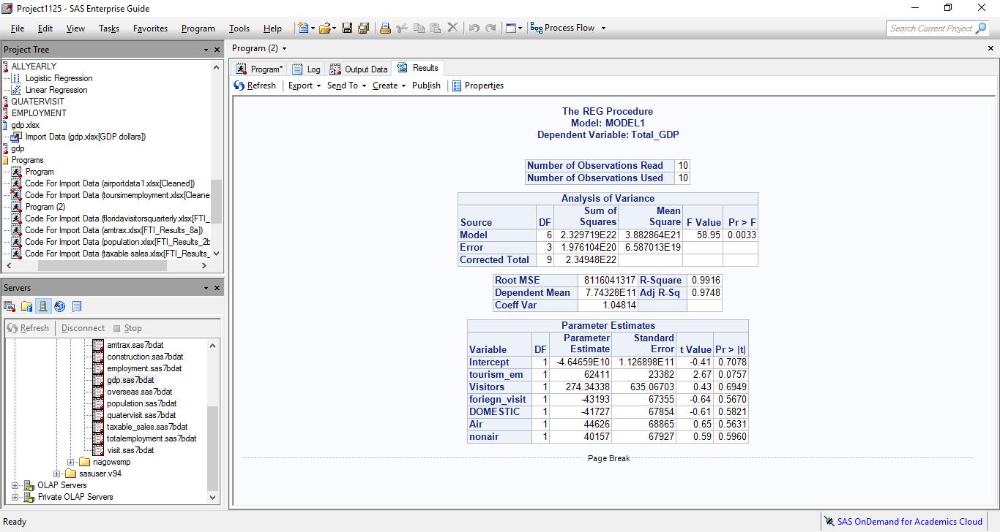 Project1125 - SAS Enterprise Guide
File Edit View Tasks Favorites Program Tools Help Process Flow Search Current Project
Project Tree
ALLYEARLY
Logistic Regression
Linear Regression
QUATERVISIT
EMPLOYMENT
gdp.xlsx
Import Data (gdp.xlsx[GDP dollars])
gdp
Programs
Program
Code For Import Data (airportdata1.xlsx[Cleaned])
Code For Import Data (toursimemployment.xlsx[Cleane
Program (2)
Code For Import Data (floridavisitorsquarterly.xlsx[FTI_
Code For Import Data (amtrax.xlsx[FTI_Results_8a])
Code For Import Data (population.xlsx[FTI_Results_2b
Code For Import Data (taxable sales.xlsx[FTI_Results_
Servers
Refresh Disconnect Stop
amtrax.sas7bdat
construction.sas7bdat
employment.sas7bdat
gdp.sas7bdat
overseas.sas7bdat
population.sas7bdat
quatervisit.sas7bdat
taxable_sales.sas7bdat
totalemployment.sas7bdat
visit.sas7bdat
nagowsmp
sasuser.v94
OLAP Servers
Private OLAP Servers
Program (2)
Program* Log Output Data Results
Refresh Export Send To Create Publish Properties
The REG Procedure
Model: MODEL1
Dependent Variable: Total_GDP
Number of Observations Read 10
Number of Observations Used 10
Analysis of Variance
Source DF Sum of Squares Mean Square F Value Pr > F
Model 6 2.329719E22 3.882864E21 58.95 0.0033
Error 3 1.976104E20 6.587013E19
Corrected Total 9 2.34948E22
Root MSE 8116041317 R-Square 0.9916
Dependent Mean 7.74328E11 Adj R-Sq 0.9748
Coeff Var 1.04814
Parameter Estimates
Variable DF Parameter Estimate Standard Error t Value Pr > |t|
Intercept 1 -4.64659E10 1.126898E11 -0.41 0.7078
tourism_em 1 62411 23382 2.67 0.0757
Visitors 1 274.34338 635.06703 0.43 0.6949
foriegn_visit 1 -43193 67355 -0.64 0.5670
DOMESTIC 1 -41727 67854 -0.61 0.5821
Air 1 44626 68865 0.65 0.5631
nonair 1 40157 67927 0.59 0.5960
Page Break
Ready
SAS OnDemand for Academics Cloud